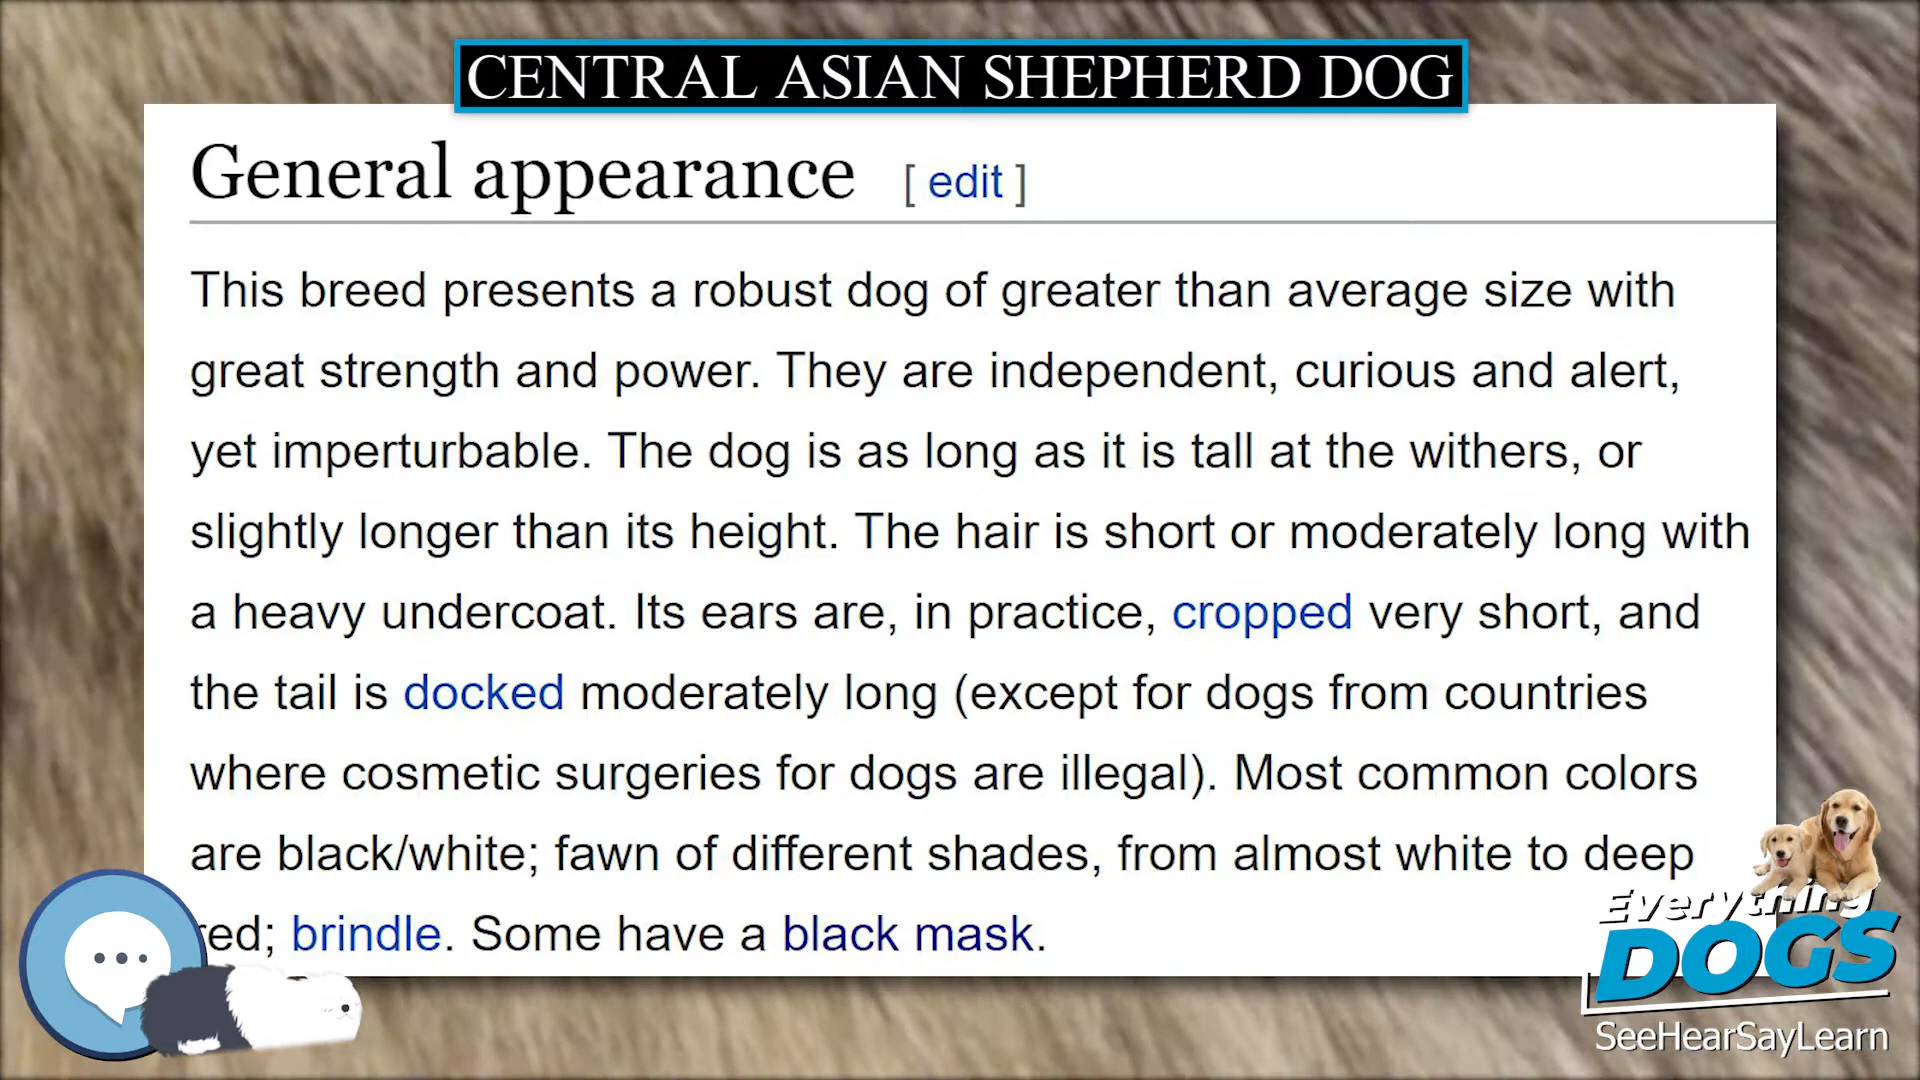 CENTRAL ASIAN SHEPHERD DOG
General appearance [ edit ]
This breed presents a robust dog of greater than average size with
great strength and power. They are independent, curious and alert,
yet imperturbable. The dog is as long as it is tall at the withers, or
slightly longer than its height. The hair is short or moderately long with
a heavy undercoat. Its ears are, in practice, cropped very short, and
the tail is docked moderately long (except for dogs from countries
where cosmetic surgeries for dogs are illegal). Most common colors
are black/white; fawn of different shades, from almost white to deep
red; brindle. Some have a black mask.
Everything
DOGS
SeeHearSayLearn